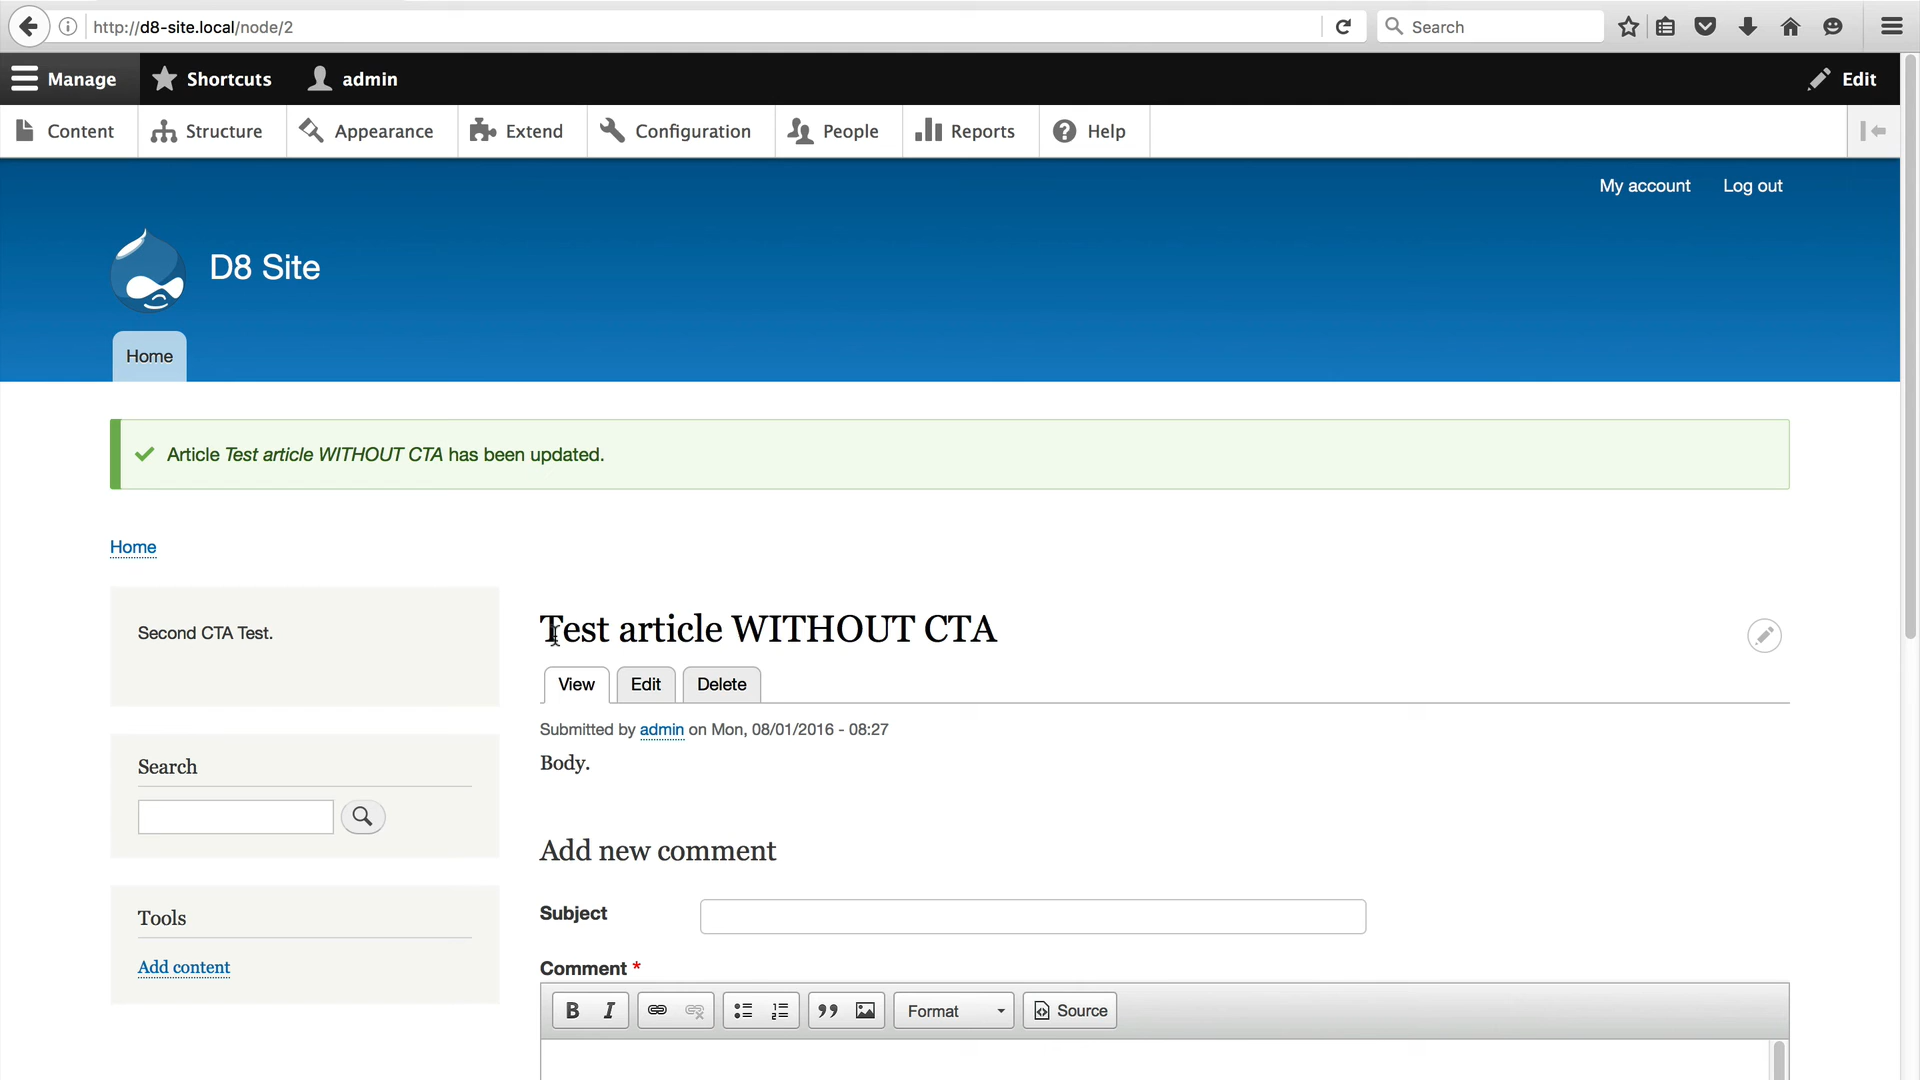 http://d8-site.local/node/2
Search
Manage
Shortcuts
admin
Edit
Content
Structure
Appearance
Extend
Configuration
People
Reports
Help
My account
Log out
D8 Site
Home
Article Test article WITHOUT CTA has been updated.
Home
Second CTA Test.
Search
Tools
Add content
Test article WITHOUT CTA
View
Edit
Delete
Submitted by admin on Mon, 08/01/2016 - 08:27
Body.
Add new comment
Subject
Comment *
B I
Format
Source